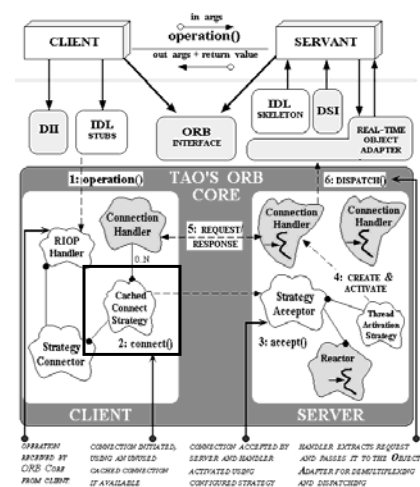 in args
operation()
out args + return value
CLIENT
SERVANT
DII
IDL
STUBS
ORB
INTERFACE
IDL
SKELETON
DSI
REAL-TIME
OBJECT
ADAPTER
1: operation()
TAO'S ORB
CORE
6: DISPATCH()
RIOP
Handler
Connection
Handler
5: REQUEST/
RESPONSE
Connection
Handler
Connection
Handler
0..N
Cached
Connect
Strategy
2: connect()
Strategy
Connector
4: CREATE &
ACTIVATE
Strategy
Acceptor
3: accept()
Thread
Activation
Strategy
Reactor
CLIENT
SERVER
OPERATION
RECEIVED BY
ORB CORE
FROM CLIENT
CONNECTION INITIATED,
USING AN UNUSED
CACHED CONNECTION
IF AVAILABLE
CONNECTION ACCEPTED BY
SERVER AND HANDLER
ACTIVATED USING
CONFIGURED STRATEGY
HANDLER EXTRACTS REQUEST
AND PASSES IT TO THE OBJECT
ADAPTER FOR DEMULTIPLEXING
AND DISPATCHING